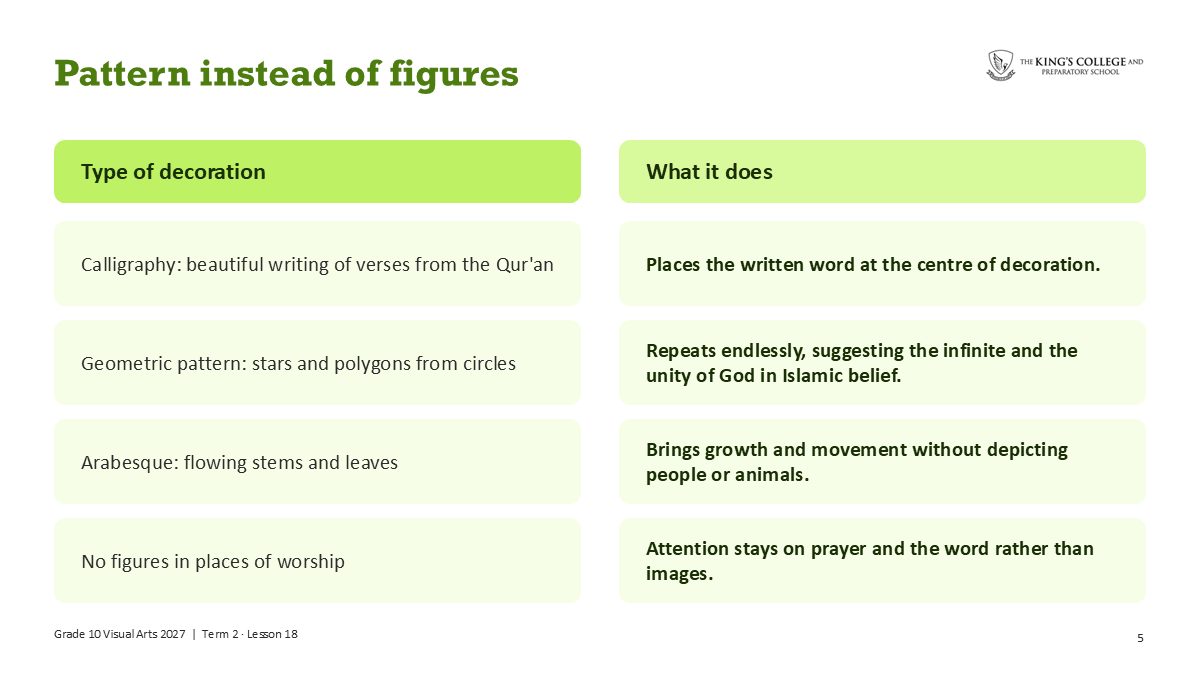 Pattern instead of figures
THE KING'S COLLEGE AND
PREPARATORY SCHOOL
Type of decoration
What it does
Calligraphy: beautiful writing of verses from the Qur'an
Places the written word at the centre of decoration.
Geometric pattern: stars and polygons from circles
Repeats endlessly, suggesting the infinite and the
unity of God in Islamic belief.
Arabesque: flowing stems and leaves
Brings growth and movement without depicting
people or animals.
No figures in places of worship
Attention stays on prayer and the word rather than
images.
Grade 10 Visual Arts 2027 | Term 2 · Lesson 18
5